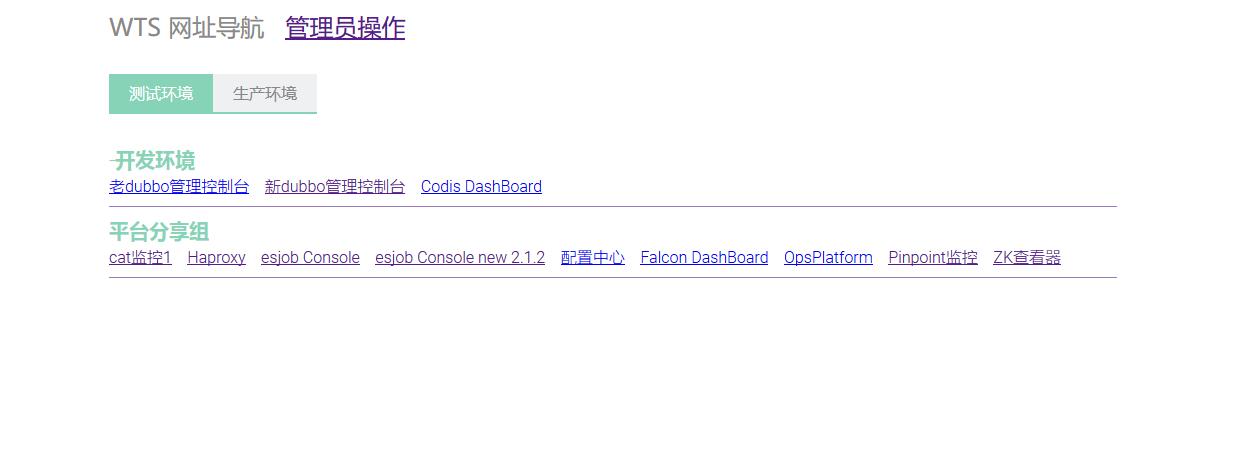 WTS 网址导航 管理员操作
测试环境 生产环境
-开发环境
老dubbo管理控制台 新dubbo管理控制台 Codis DashBoard
平台分享组
cat监控1 Haproxy esjob Console esjob Console new 2.1.2 配置中心 Falcon DashBoard OpsPlatform Pinpoint监控 ZK查看器